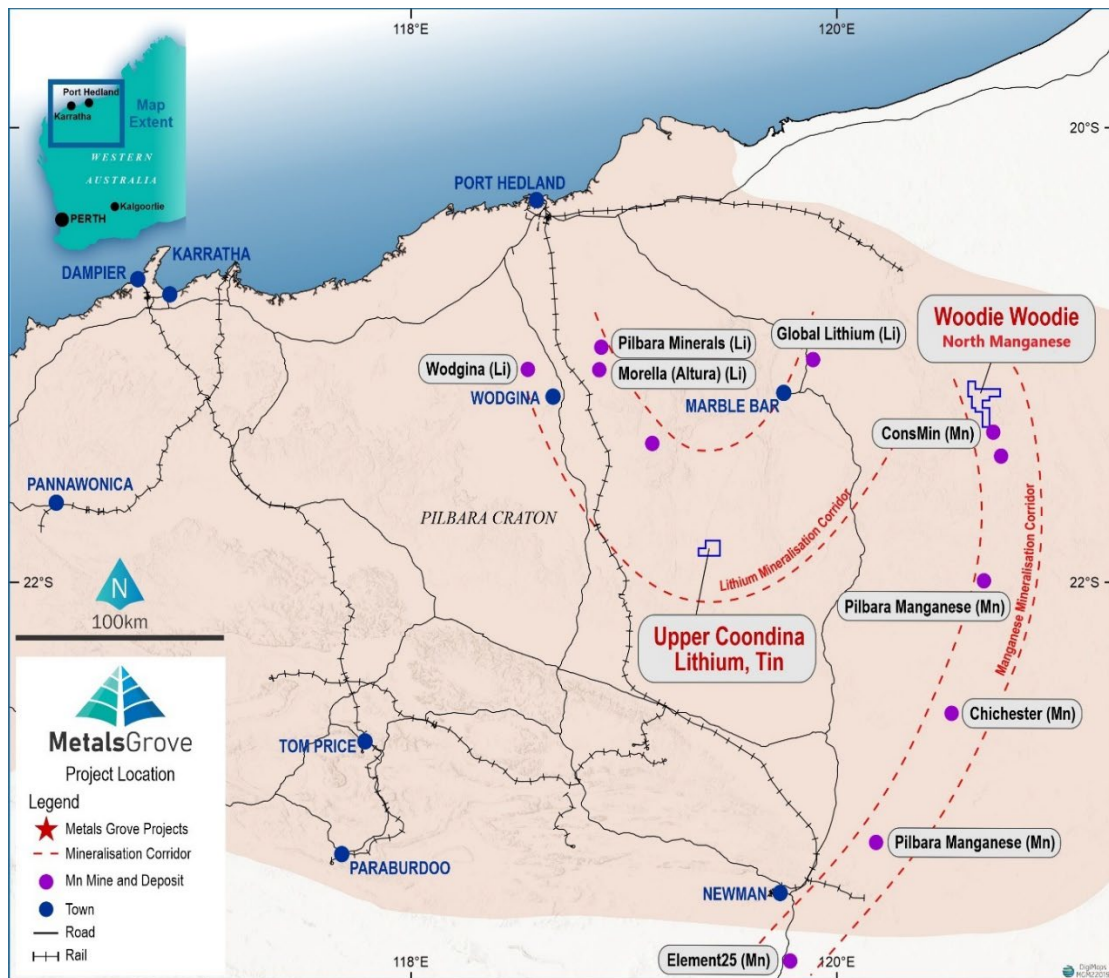 118°E
120°E
Port Hedland
Karratha
Map
Extent
WESTERN
AUSTRALIA
PERTH
Kalgoorlie
20°S
PORT HEDLAND
KARRATHA
DAMPIER
Woodie Woodie
North Manganese
Pilbara Minerals (Li)
Global Lithium (Li)
Wodgina (Li)
Morella (Altura) (Li)
WODGINA
MARBLE BAR
ConsMin (Mn)
PANNAWONICA
PILBARA CRATON
Lithium Mineralisation Corridor
22°S
22°S
N
100km
Pilbara Manganese (Mn)
Manganese Mineralisation Corridor
Upper Coondina
Lithium, Tin
Chichester (Mn)
MetalsGrove
Project Location
Legend
Metals Grove Projects
Mineralisation Corridor
Mn Mine and Deposit
Town
Road
Rail
TOM PRICE
PARABURDOO
Pilbara Manganese (Mn)
NEWMAN
Element25 (Mn)
118°E
120°E
DigMaps